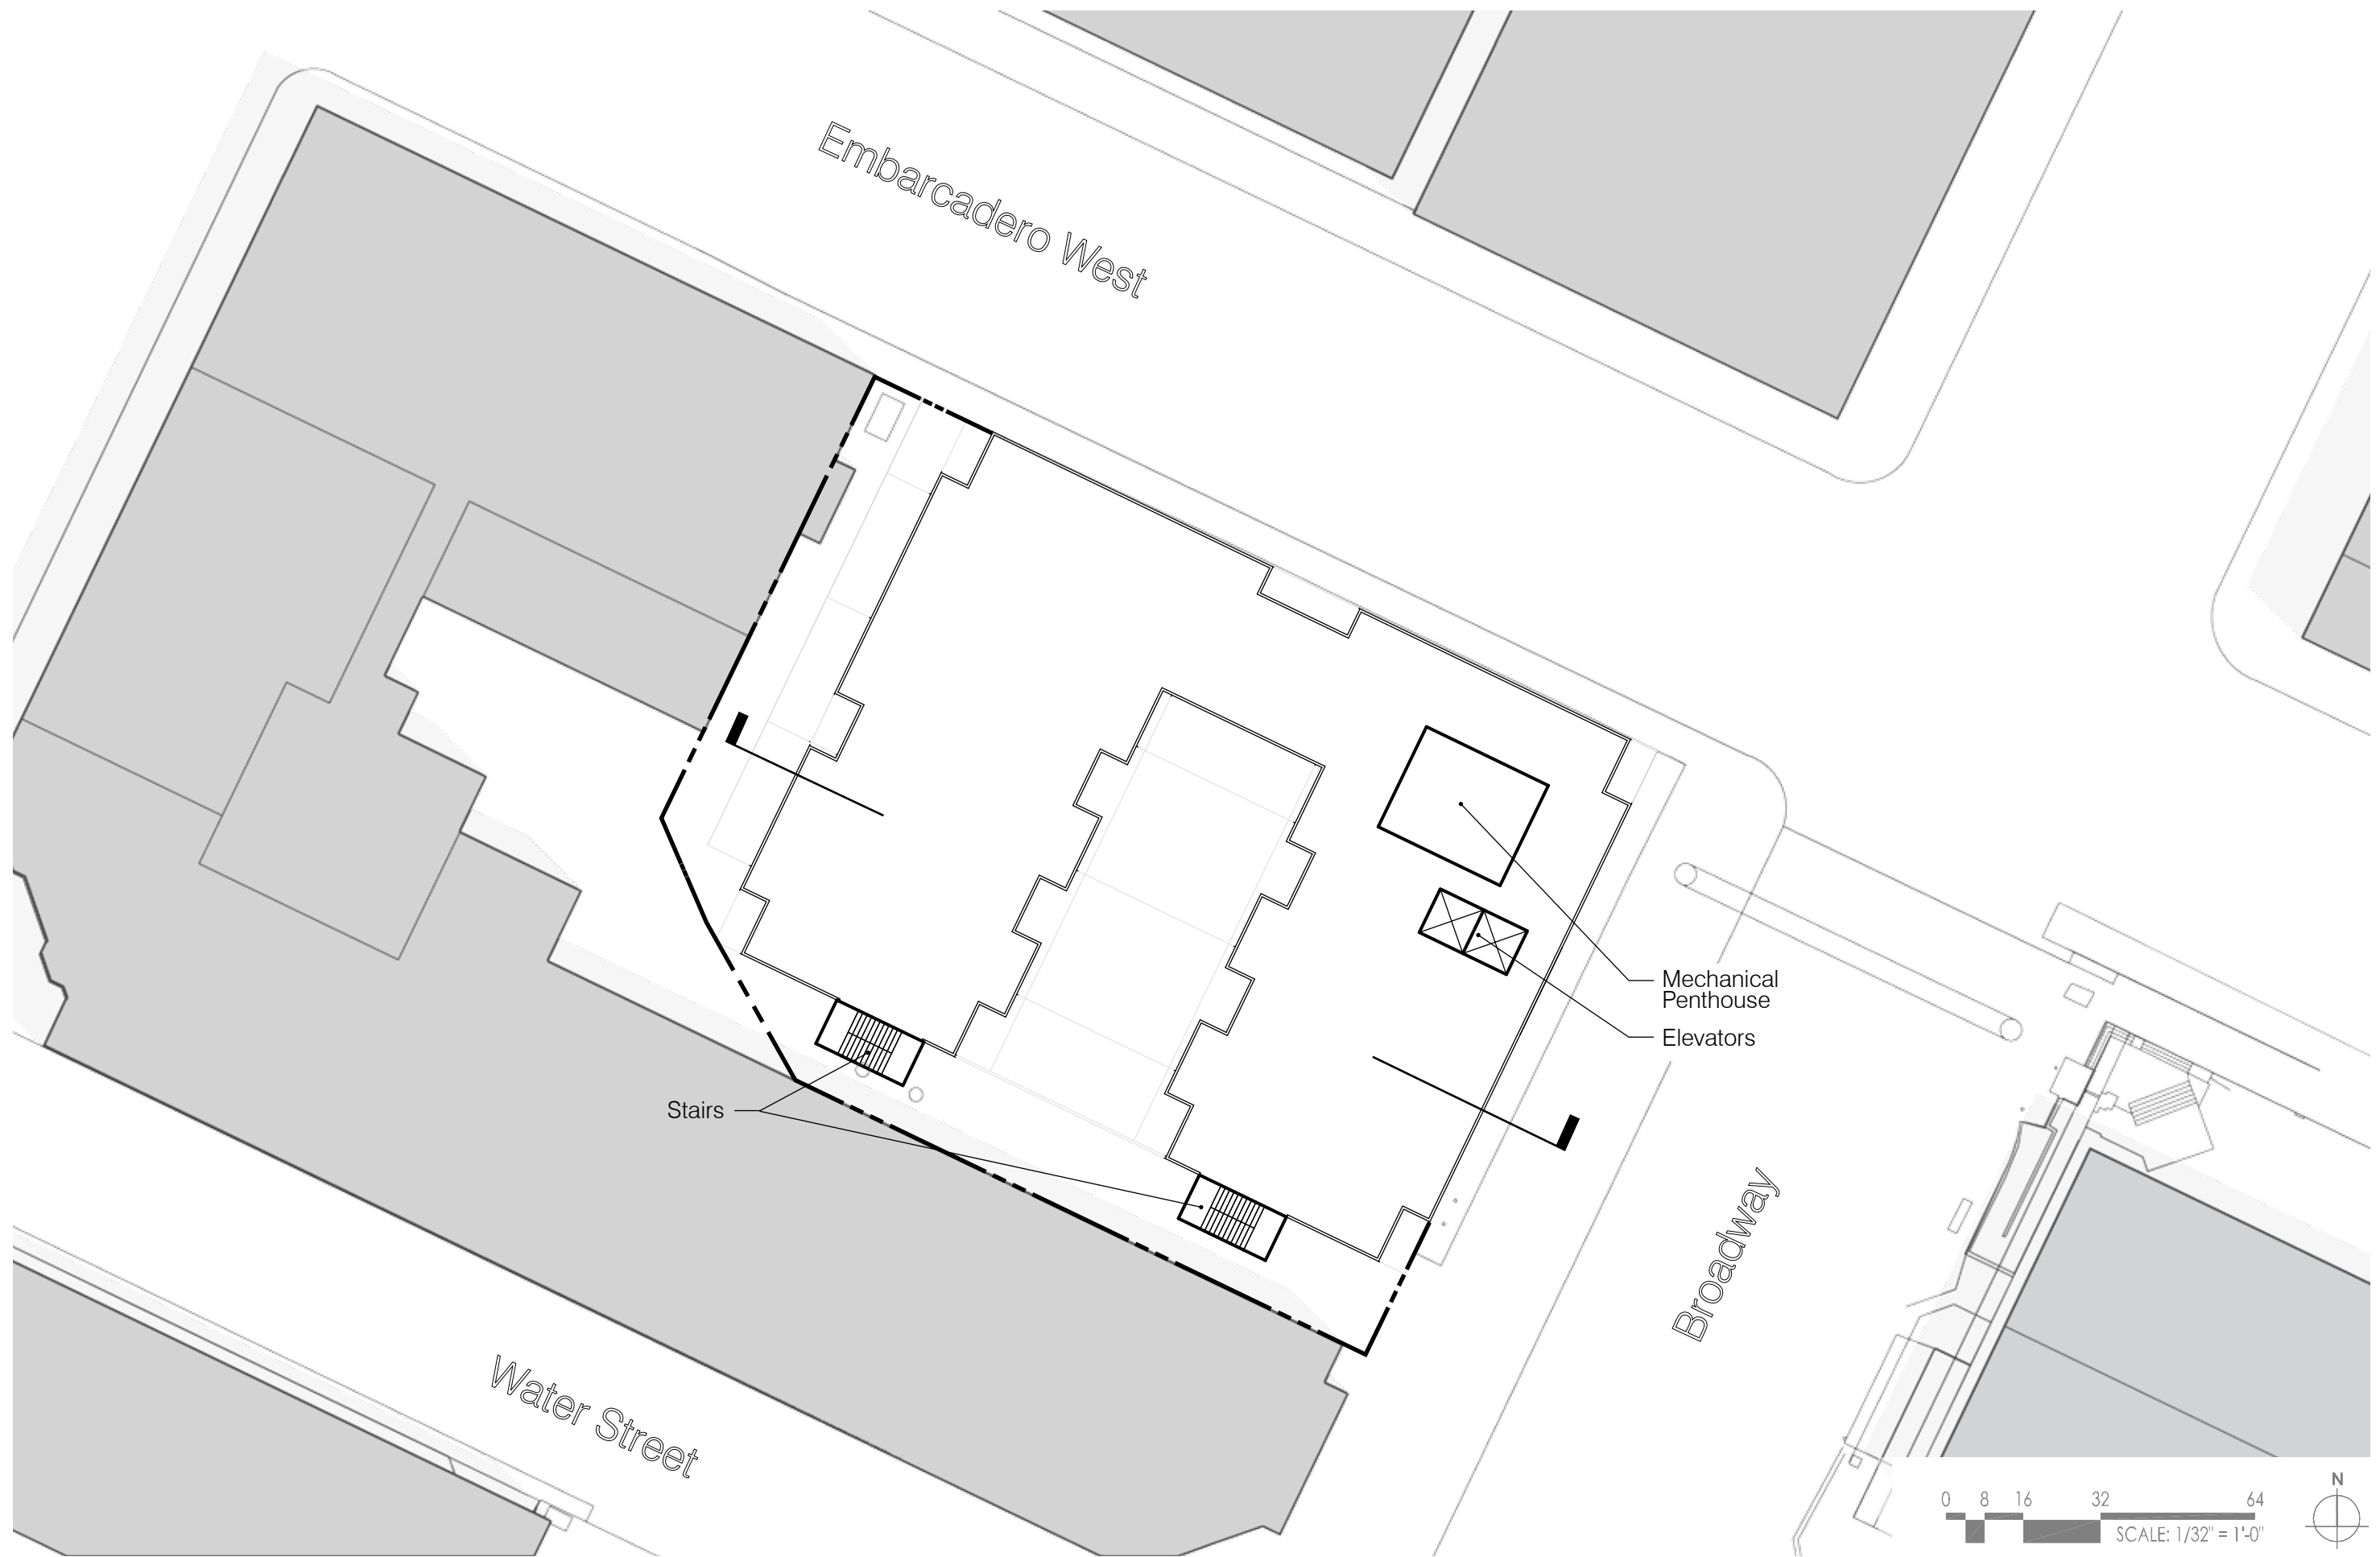 Embarcadero West
Mechanical
Penthouse
Elevators
Stairs
Broadway
Water Street
N
0 8 16 32 64
SCALE: 1/32" = 1'-0"